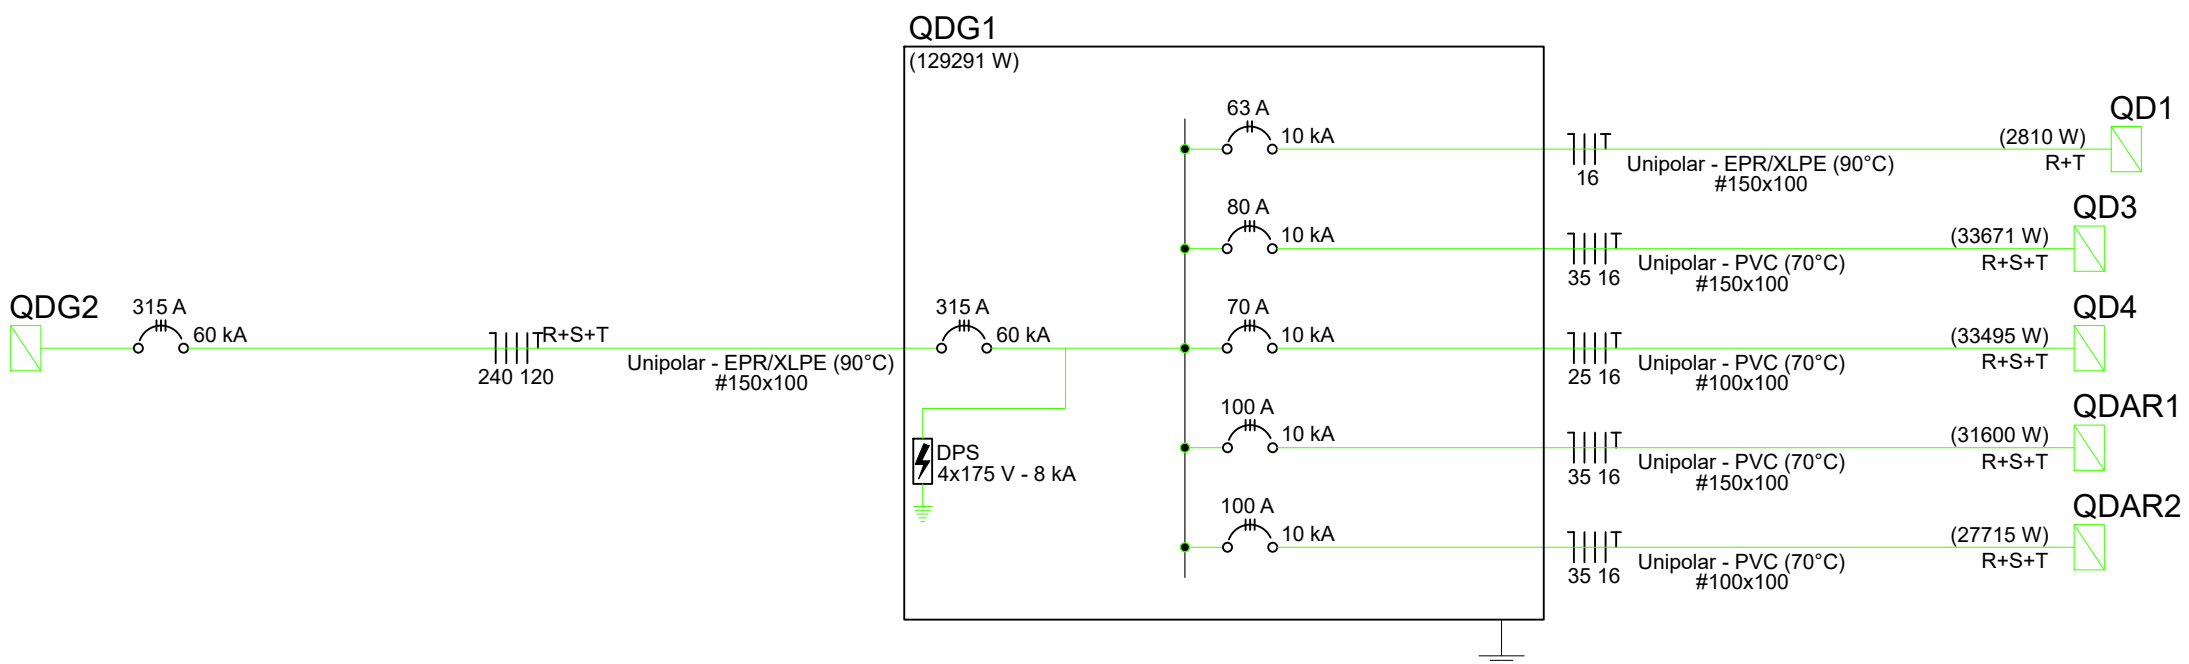 QDG1
(129291 W)
63 A
10 kA
16
Unipolar - EPR/XLPE (90°C)
#150x100
(2810 W)
R+T
QD1
80 A
10 kA
35 16
Unipolar - PVC (70°C)
#150x100
(33671 W)
R+S+T
QD3
QDG2
315 A
60 kA
R+S+T
240 120
Unipolar - EPR/XLPE (90°C)
#150x100
315 A
60 kA
70 A
10 kA
25 16
Unipolar - PVC (70°C)
#100x100
(33495 W)
R+S+T
QD4
DPS
4x175 V - 8 kA
100 A
10 kA
35 16
Unipolar - PVC (70°C)
#150x100
(31600 W)
R+S+T
QDAR1
100 A
10 kA
35 16
Unipolar - PVC (70°C)
#100x100
(27715 W)
R+S+T
QDAR2